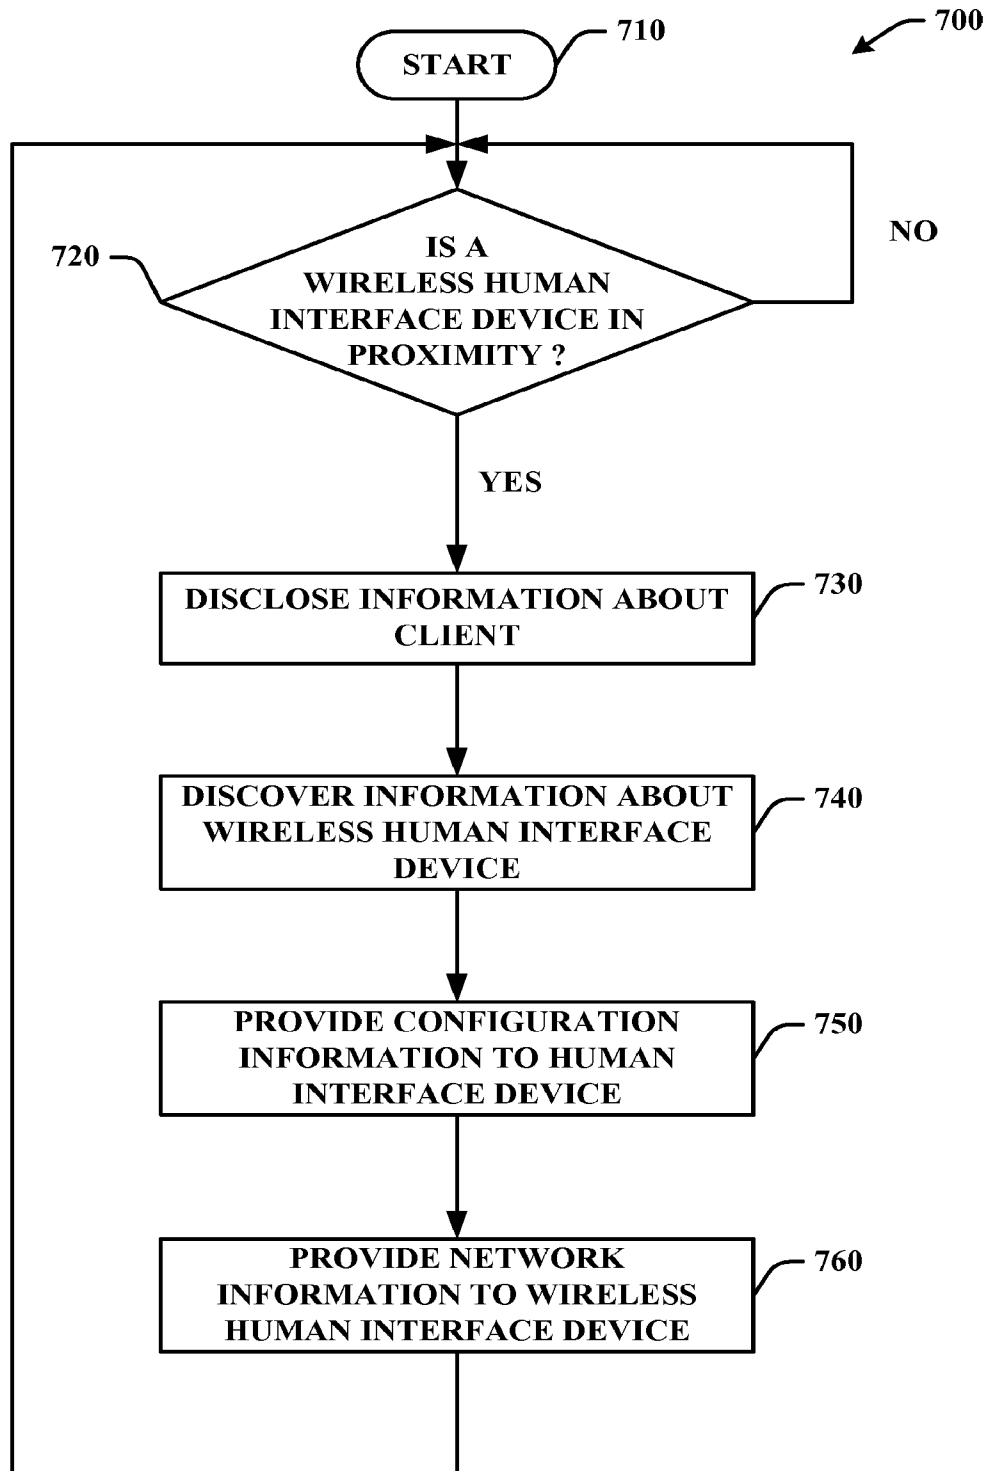 700
710
START
720
IS A
WIRELESS HUMAN
INTERFACE DEVICE IN
PROXIMITY ?
NO
YES
730
DISCLOSE INFORMATION ABOUT
CLIENT
740
DISCOVER INFORMATION ABOUT
WIRELESS HUMAN INTERFACE
DEVICE
750
PROVIDE CONFIGURATION
INFORMATION TO HUMAN
INTERFACE DEVICE
760
PROVIDE NETWORK
INFORMATION TO WIRELESS
HUMAN INTERFACE DEVICE